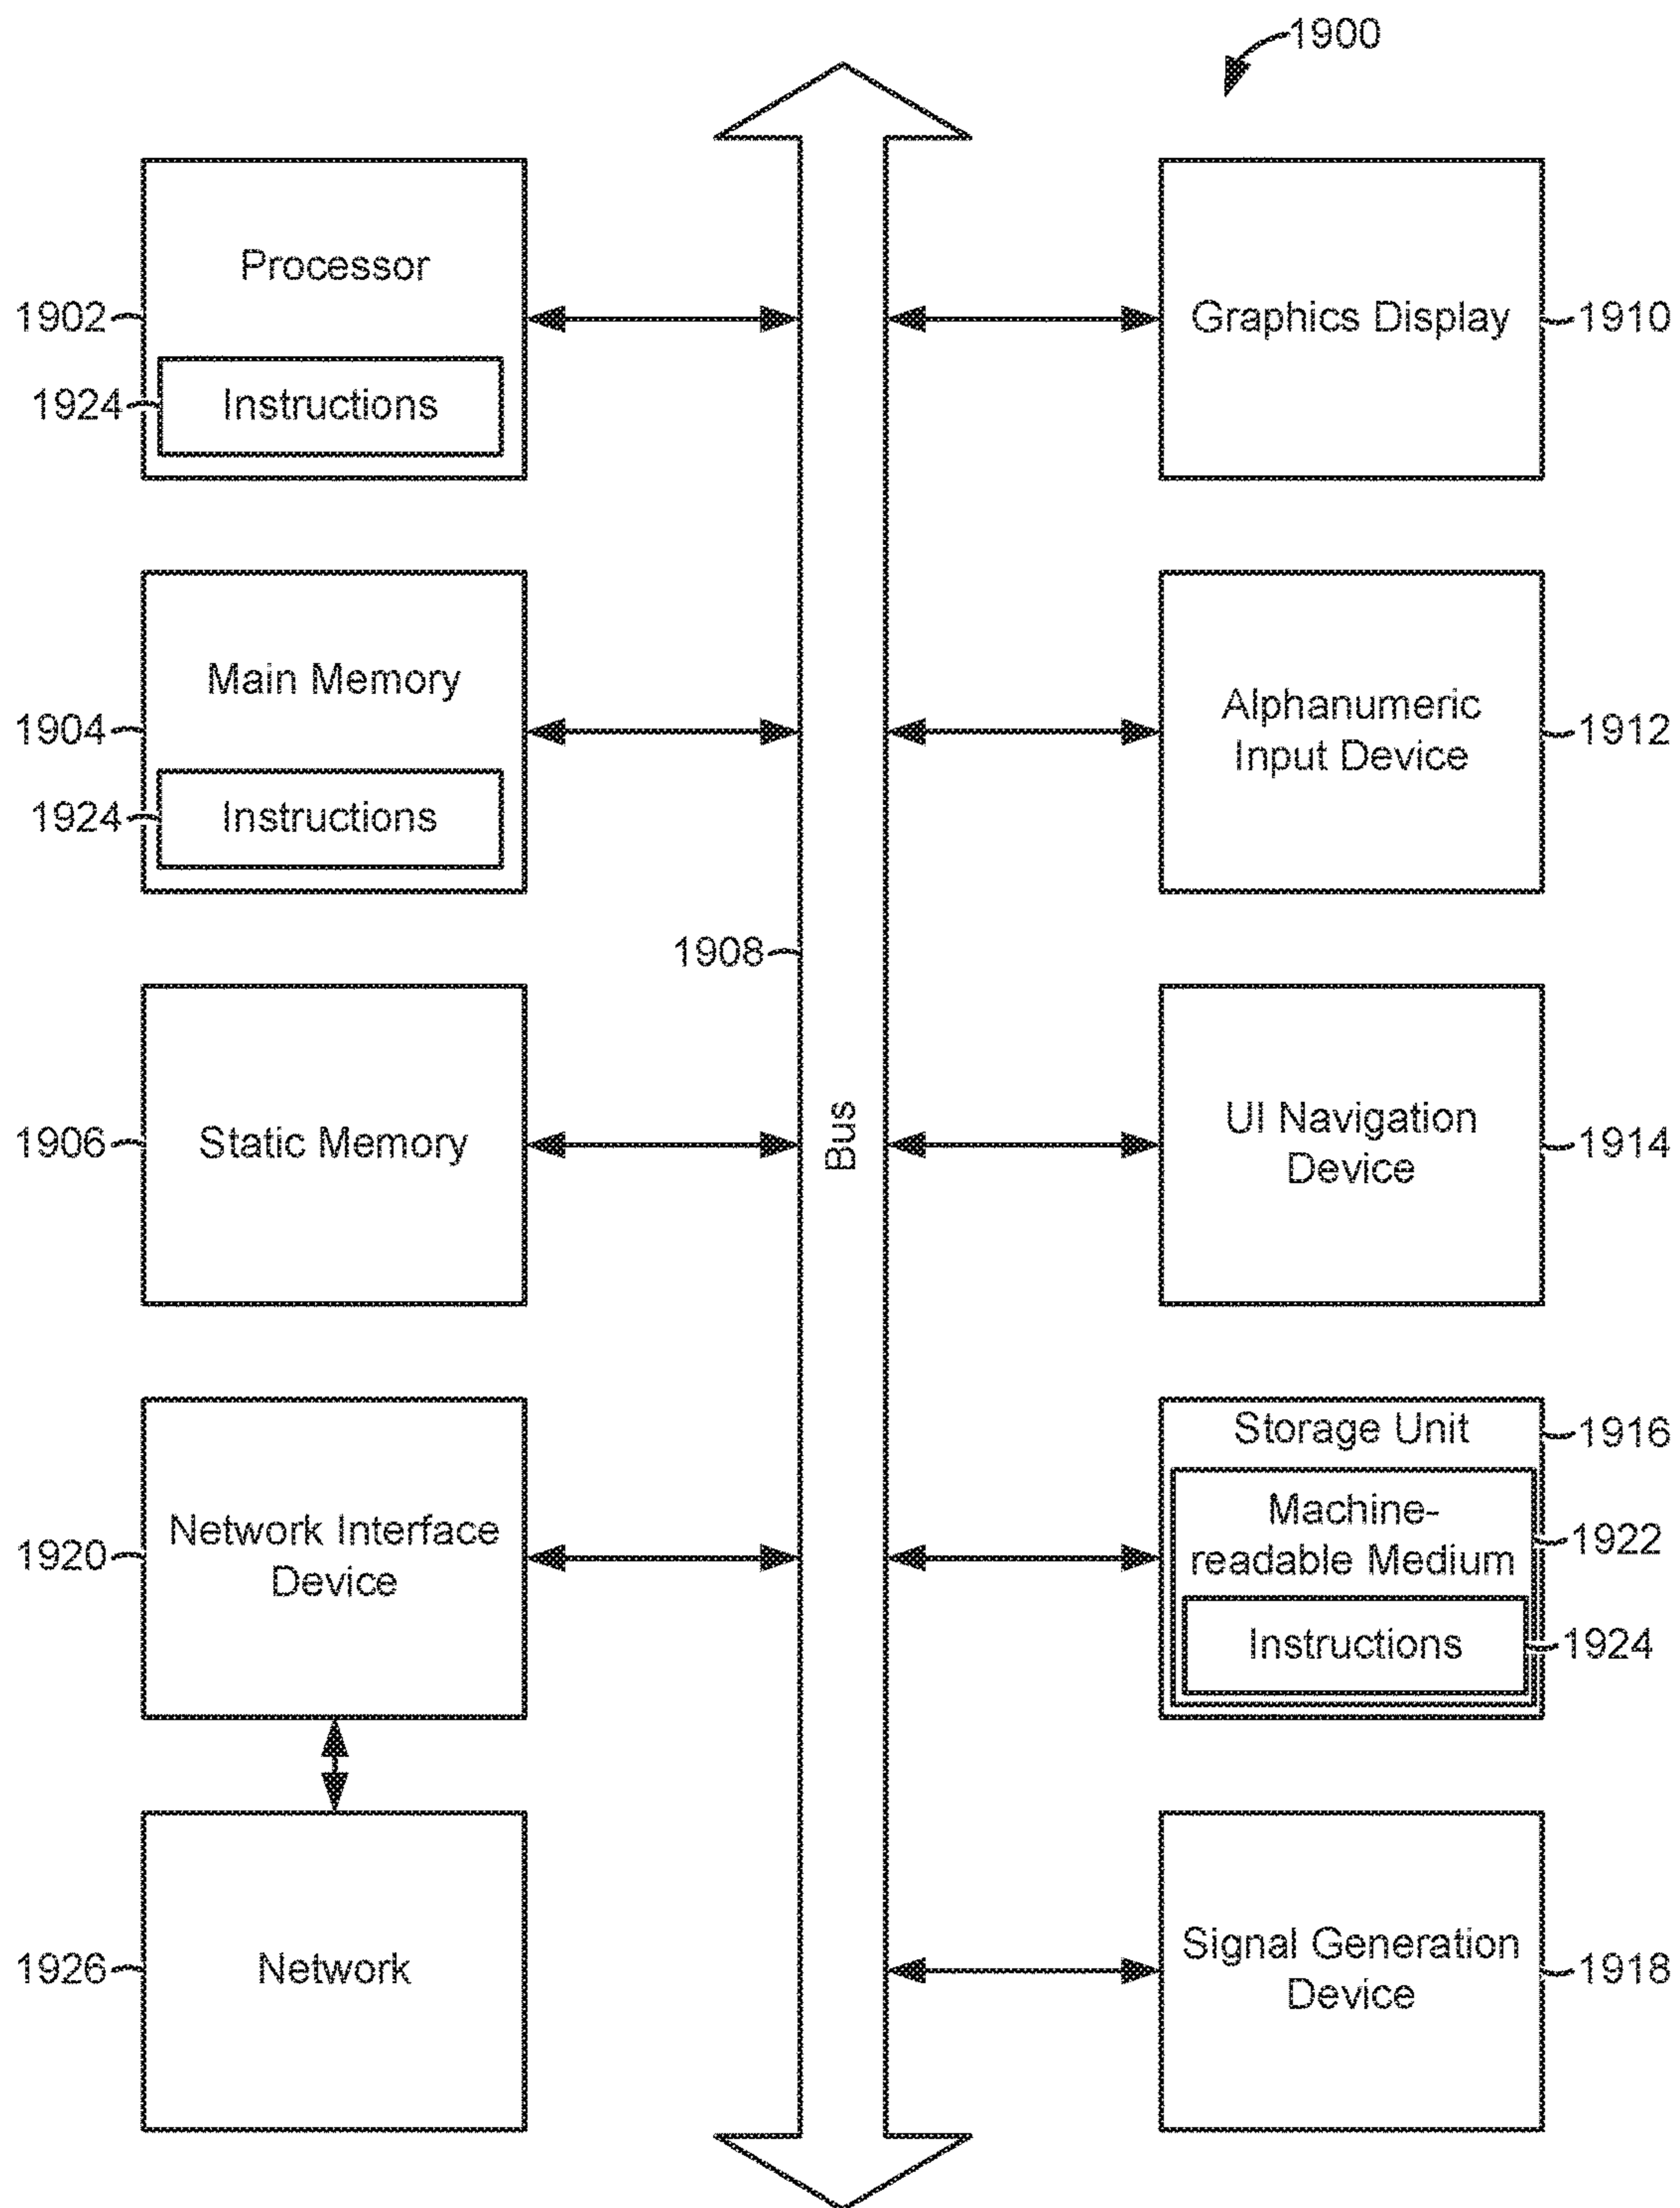 1900
Processor
1902
1924
Instructions
Graphics Display
1910
Main Memory
1904
1924
Instructions
Alphanumeric
Input Device
1912
1908
Bus
Static Memory
1906
UI Navigation
Device
1914
Network Interface
Device
1920
Storage Unit
1916
Machine-
readable Medium
1922
Instructions
1924
Network
1926
Signal Generation
Device
1918